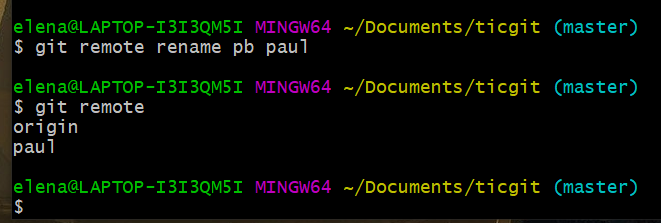 elena@LAPTOP-I3I3QM5I MINGW64 ~/Documents/ticgit (master)
$ git remote rename pb paul
elena@LAPTOP-I3I3QM5I MINGW64 ~/Documents/ticgit (master)
$ git remote
origin
paul
elena@LAPTOP-I3I3QM5I MINGW64 ~/Documents/ticgit (master)
$